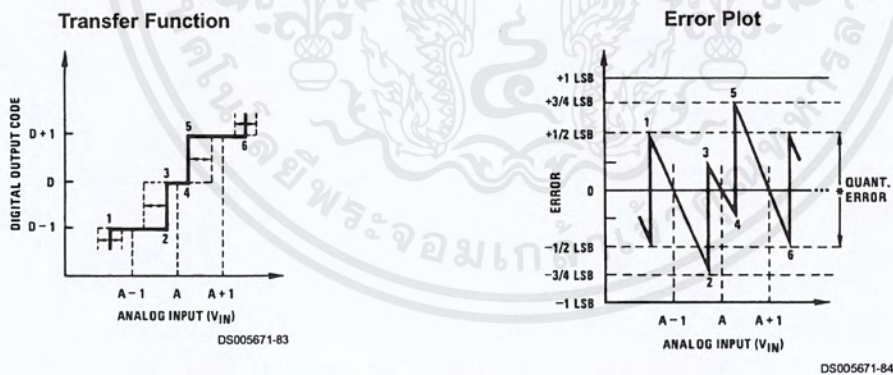 Transfer Function
DIGITAL OUTPUT CODE
D+1
D
D-1
1
2
3
4
5
6
A-1 A A+1
ANALOG INPUT (VIN)
DS005671-83
Error Plot
ERROR
+1 LSB
+3/4 LSB
+1/2 LSB
0
-1/2 LSB
-3/4 LSB
-1 LSB
1
2
3
4
5
6
QUANT.
ERROR
A-1 A A+1
ANALOG INPUT (VIN)
DS005671-84